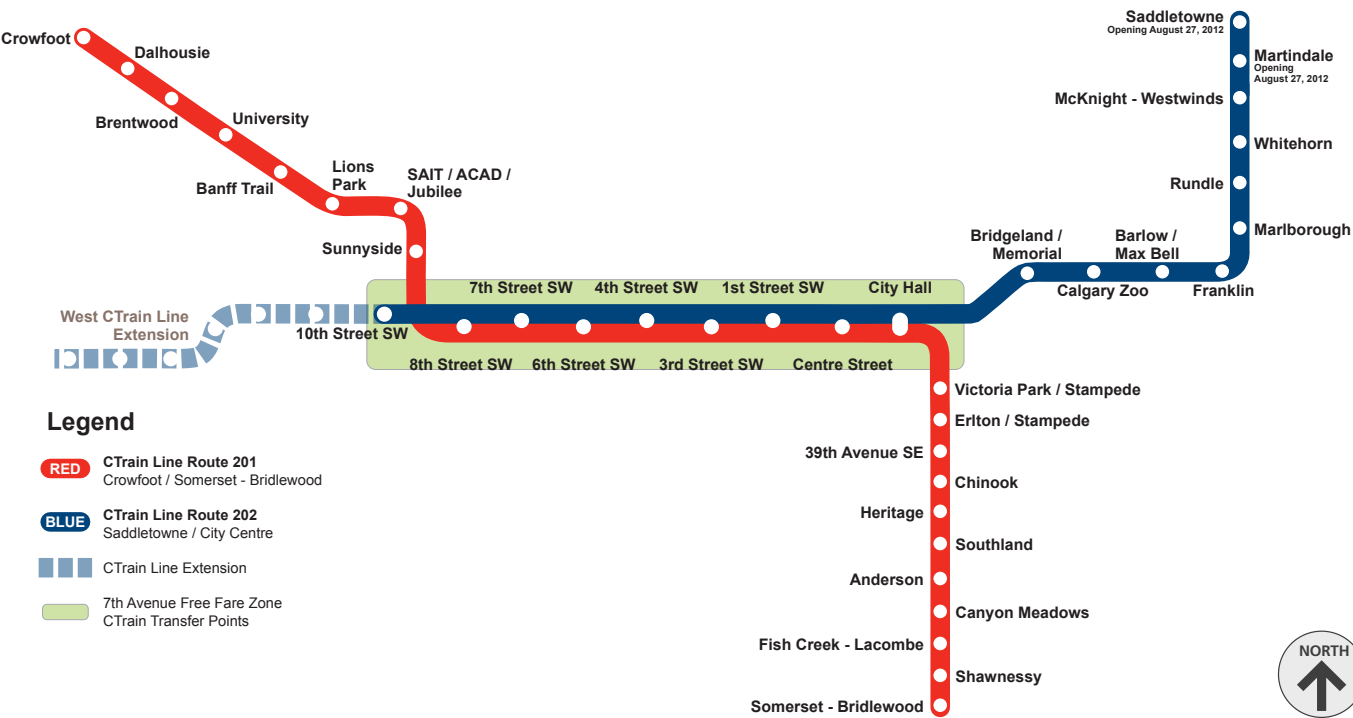 Crowfoot
Dalhousie
Brentwood
University
Banff Trail
Lions
Park
SAIT / ACAD /
Jubilee
Sunnyside
Saddletowne
Opening August 27, 2012
Martindale
Opening
August 27, 2012
McKnight - Westwinds
Whitehorn
Rundle
Marlborough
Bridgeland /
Memorial
Barlow /
Max Bell
Calgary Zoo
Franklin
7th Street SW
4th Street SW
1st Street SW
City Hall
West CTrain Line
Extension
10th Street SW
8th Street SW
6th Street SW
3rd Street SW
Centre Street
Victoria Park / Stampede
Erlton / Stampede
39th Avenue SE
Chinook
Heritage
Southland
Anderson
Canyon Meadows
Fish Creek - Lacombe
Shawnessy
Somerset - Bridlewood
Legend
RED
CTrain Line Route 201
Crowfoot / Somerset - Bridlewood
BLUE
CTrain Line Route 202
Saddletowne / City Centre
CTrain Line Extension
7th Avenue Free Fare Zone
CTrain Transfer Points
NORTH